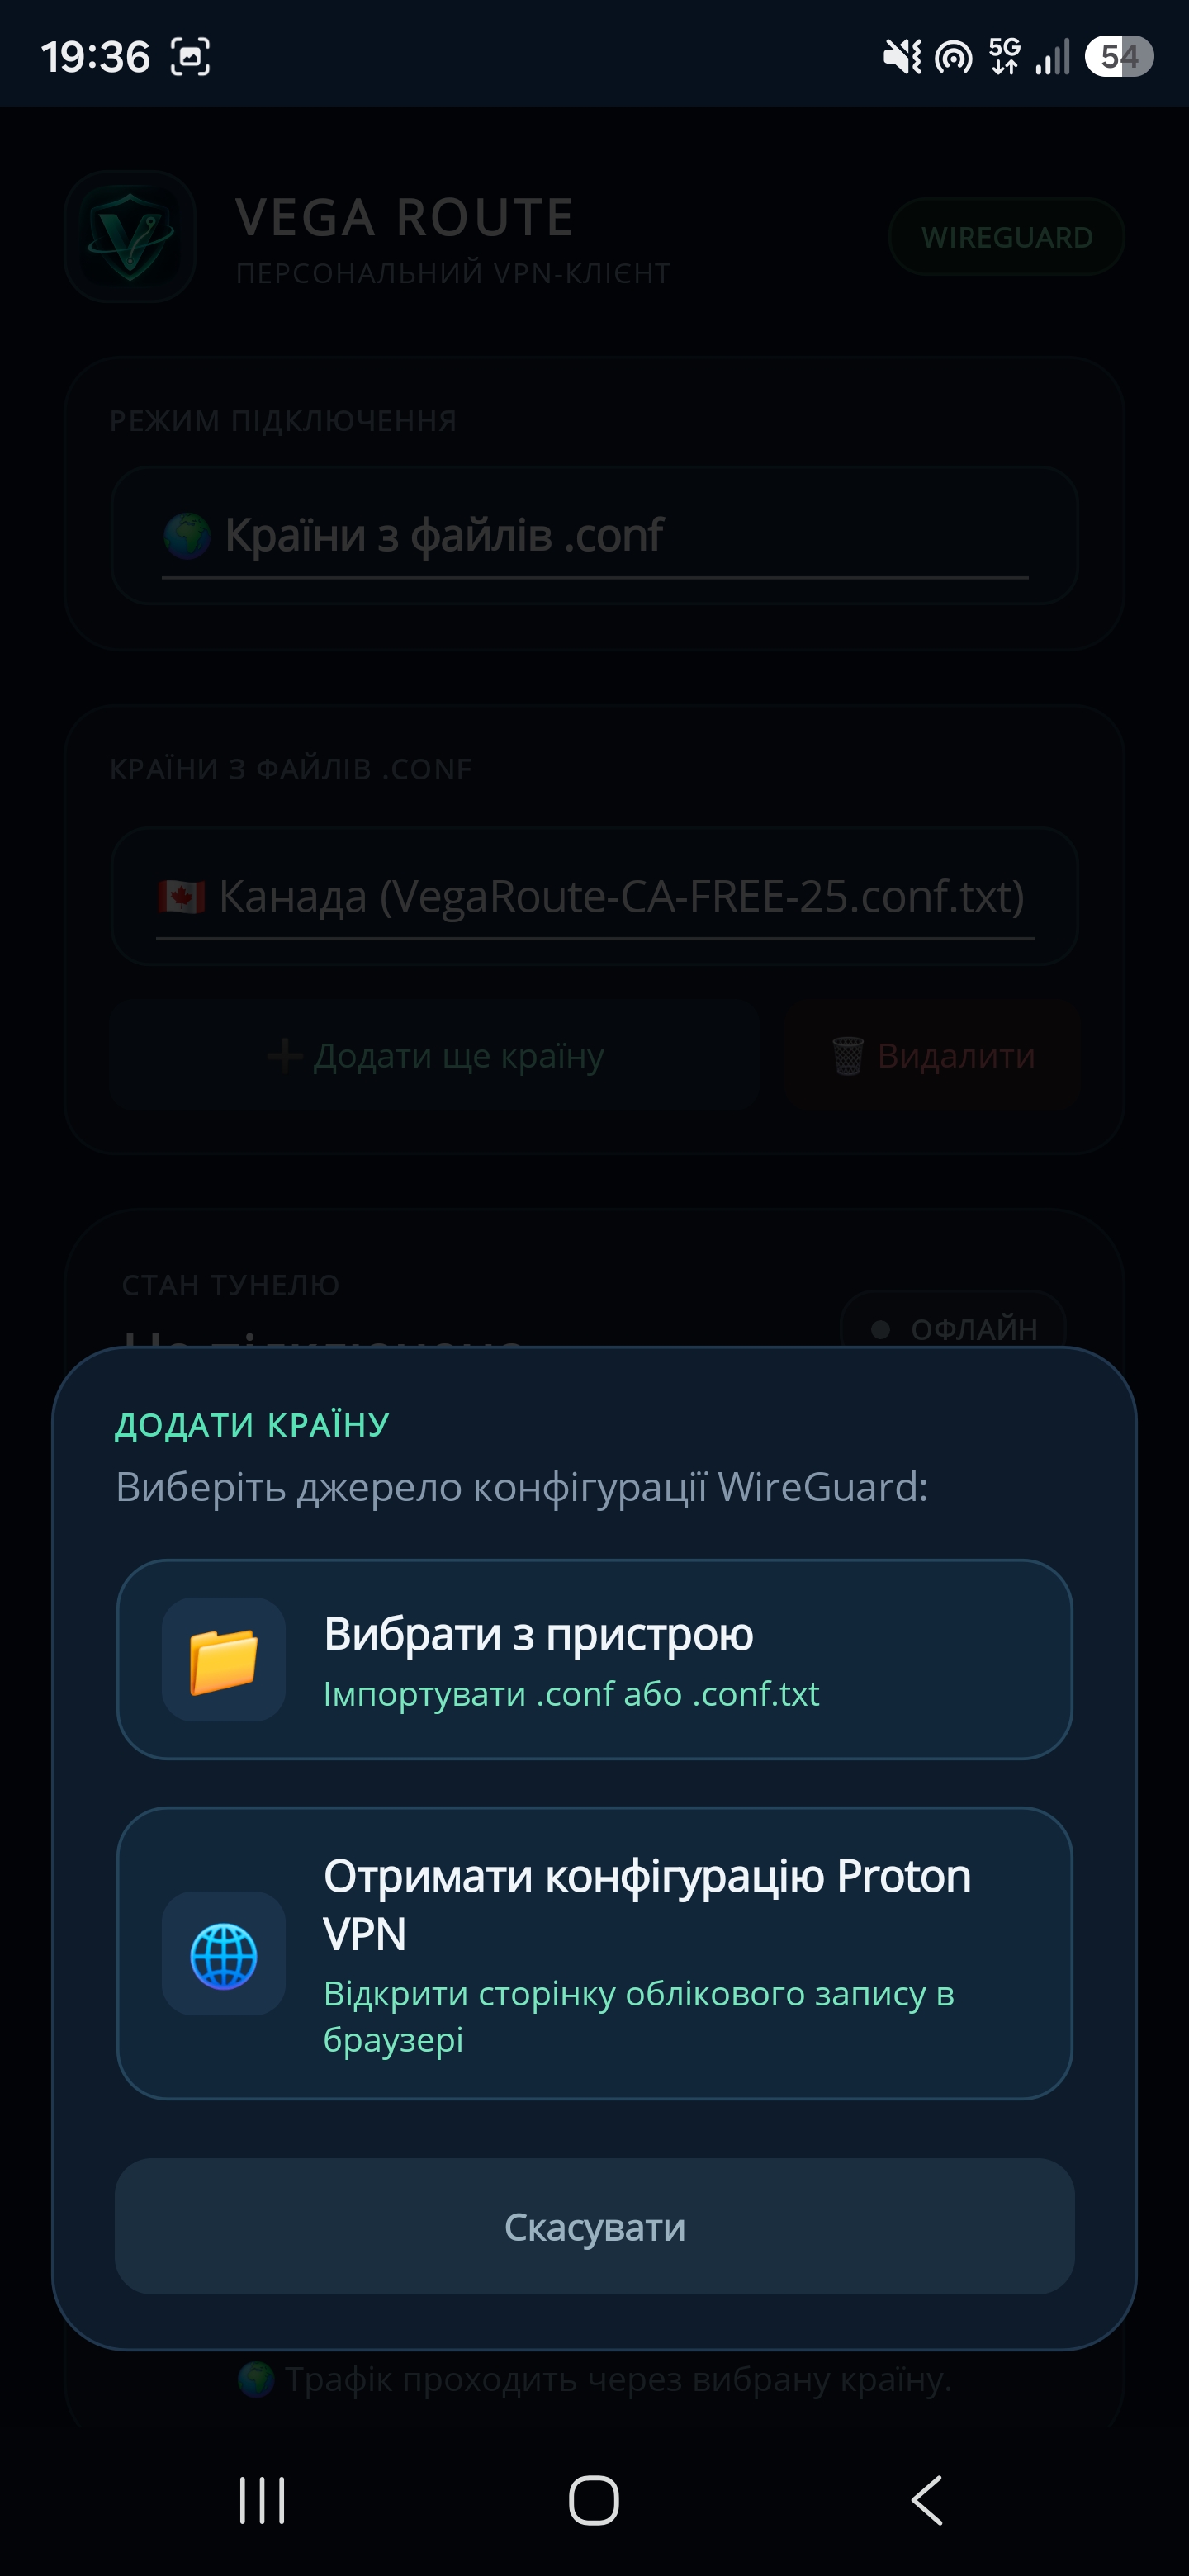 19:36
5G
54
VEGA ROUTE
ПЕРСОНАЛЬНИЙ VPN-КЛІЄНТ
WIREGUARD
РЕЖИМ ПІДКЛЮЧЕННЯ
Країни з файлів .conf
КРАЇНИ З ФАЙЛІВ .CONF
Канада (VegaRoute-CA-FREE-25.conf.txt)
Додати ще країну
Видалити
СТАН ТУНЕЛЮ
ОФЛАЙН
ДОДАТИ КРАЇНУ
Виберіть джерело конфігурації WireGuard:
Вибрати з пристрою
Імпортувати .conf або .conf.txt
Отримати конфігурацію Proton
VPN
Відкрити сторінку облікового запису в
браузері
Скасувати
Трафік проходить через вибрану країну.